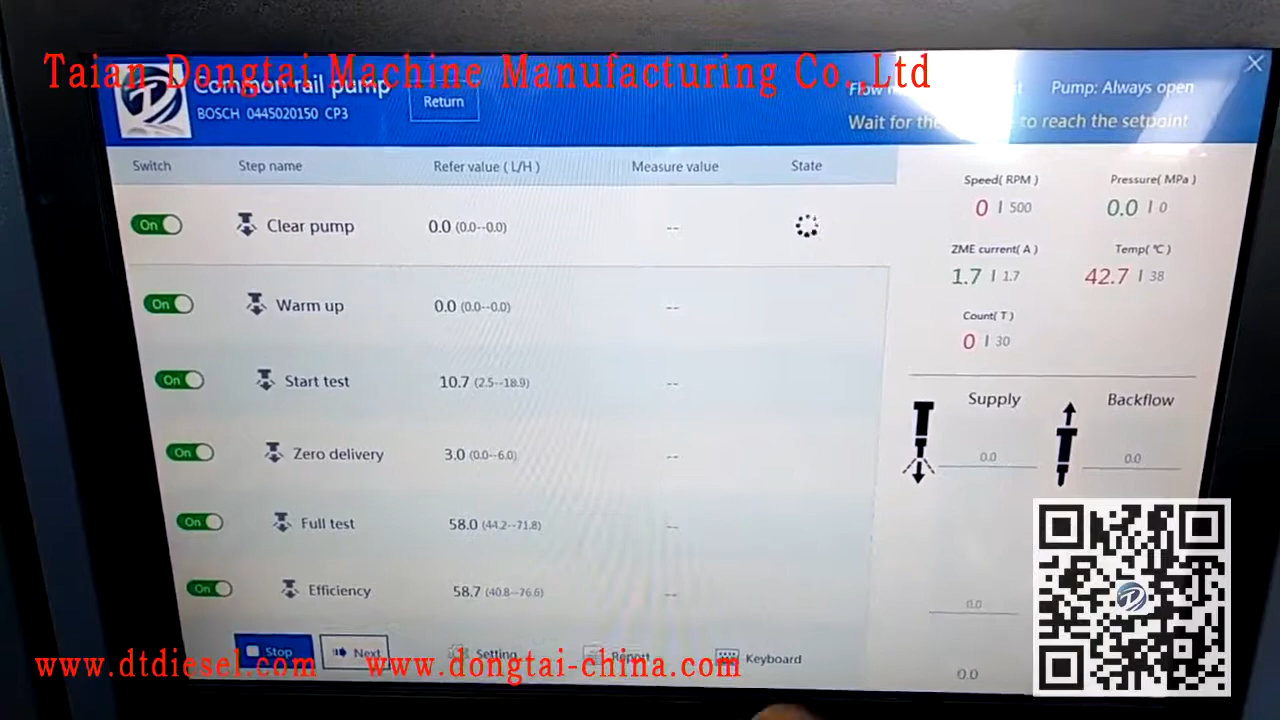 Taian Dongtai Machine Manufacturing Co., Ltd
Common rail pump
BOSCH 0445020150 CP3
Return
Flow
Pump: Always open
Wait for the to reach the setpoint
Switch Step name Refer value ( L/H ) Measure value State
On Clear pump 0.0 (0.0--0.0) --
On Warm up 0.0 (0.0--0.0) --
On Start test 10.7 (2.5--18.9) --
On Zero delivery 3.0 (0.0--6.0) --
On Full test 58.0 (44.2--71.8) --
On Efficiency 58.7 (40.8--76.6) --
Speed( RPM ) Pressure( MPa )
0 | 500 0.0 | 0
ZME current( A ) Temp( ℃ )
1.7 | 1.7 42.7 | 38
Count( T )
0 | 30
Supply Backflow
0.0 0.0
0.0
0.0
Stop Next Setting Report Keyboard
www.dtdiesel.com www.dongtai-china.com